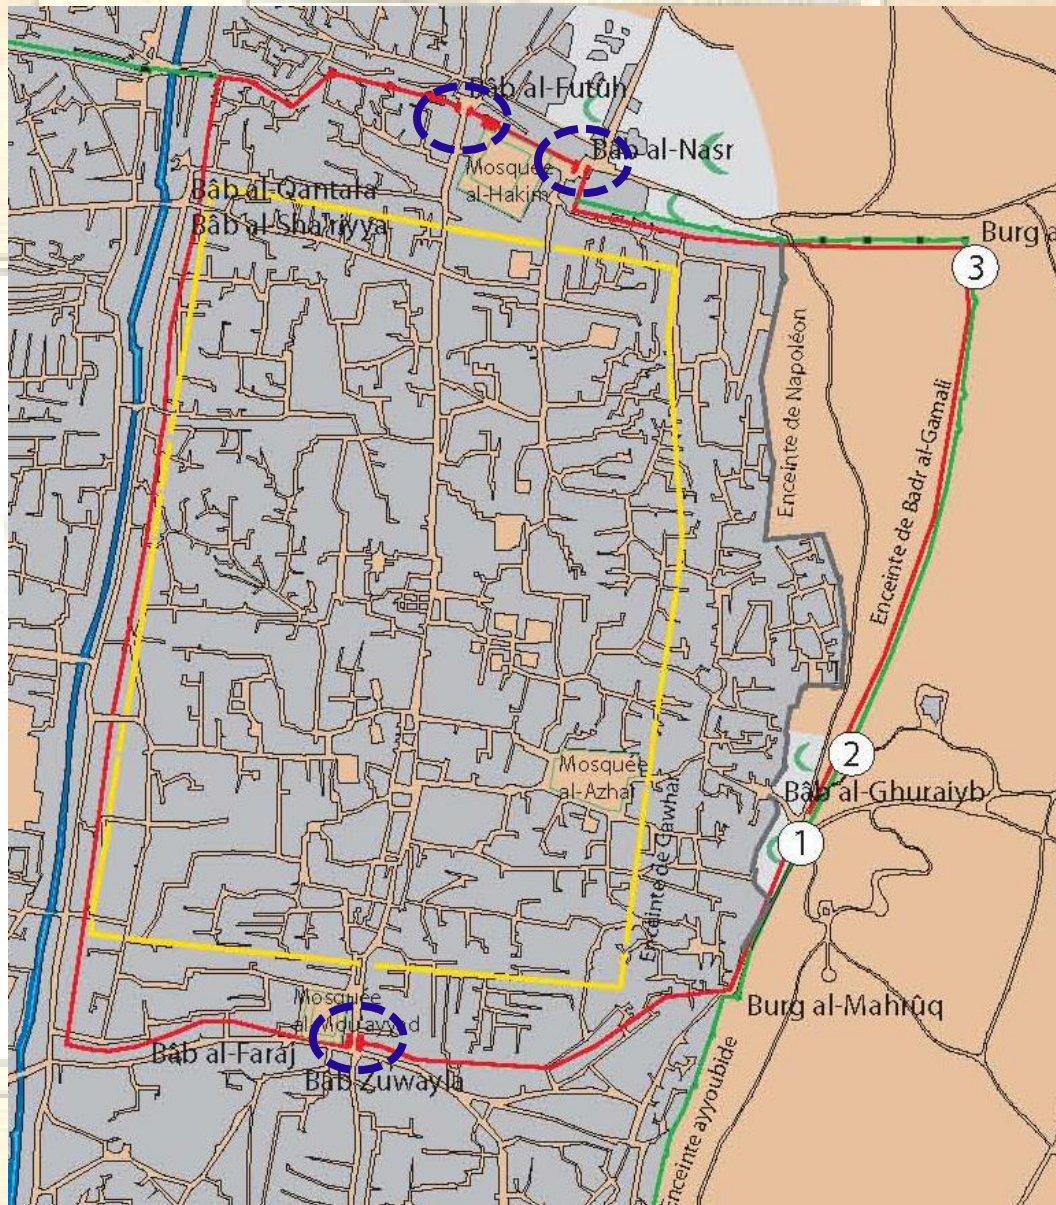 Bâb al-Futûh
Bâb al-Nasr
Mosquée
al-Hakim
Bâb al-Qantara
Bâb al-Sha'riyya
Burg a
3
Enceinte de Napoléon
Enceinte de Badr al-Gamali
2
Mosquée
al-Azhar
Bâb al-Ghuraiyb
1
Enceinte de Gawhar
Mosquée
al-Mou'ayyad
Burg al-Mahrûq
Bâb al-Faraj
Bâb Zuwayla
Enceinte ayyoubide